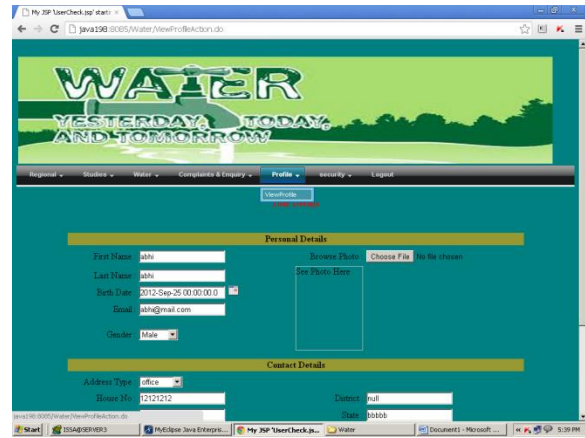 My JSP 'UserCheck.jsp' starti
java198:8085/Water/ViewProfileAction.do
WATER
YESTERDAY, TODAY,
AND TOMORROW
Regional Studies Water Complaints & Enquiry Profile security Logout
ViewProfile
Personal Details
First Name abhi Browse Photo Choose File No file chosen
Last Name abhi See Photo Here
Birth Date 2012-Sep-25 00:00:00.0
Email abhi@mail.com
Gender Male
Contact Details
Address Type office
House No 12121212 District null
State bbbbb
java198:8085/Water/ViewProfileAction.do
Start ISSA@SERVER3 MyEclipse Java Enterpris... My JSP 'UserCheck.js... Water Document1 - Microsoft ... 5:39 PM